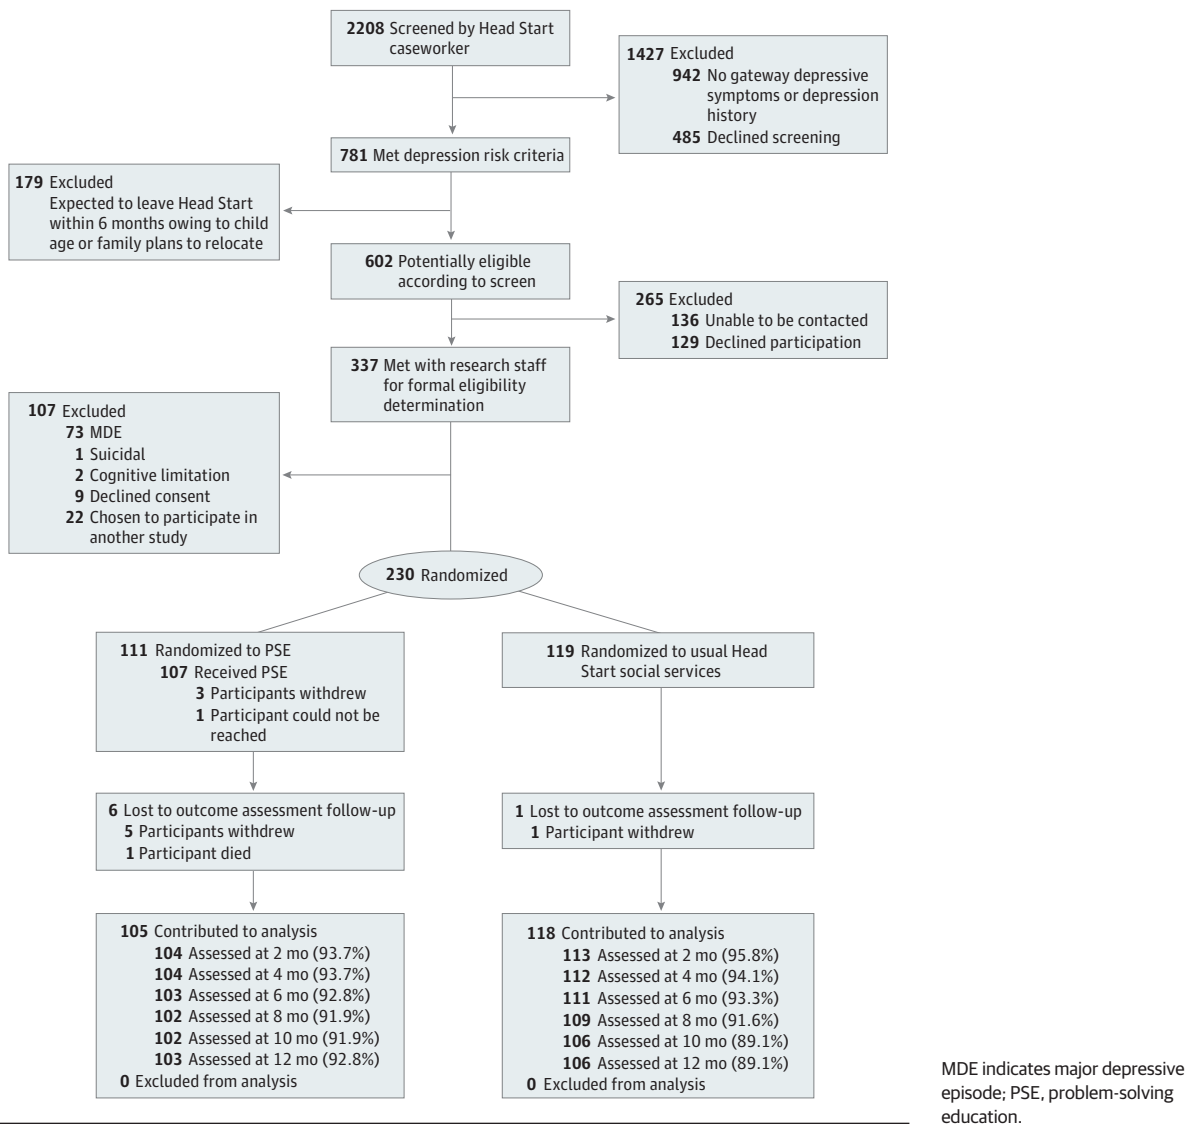 2208 Screened by Head Start
caseworker
1427 Excluded
942 No gateway depressive
symptoms or depression
history
485 Declined screening
781 Met depression risk criteria
179 Excluded
Expected to leave Head Start
within 6 months owing to child
age or family plans to relocate
602 Potentially eligible
according to screen
265 Excluded
136 Unable to be contacted
129 Declined participation
337 Met with research staff
for formal eligibility
determination
107 Excluded
73 MDE
1 Suicidal
2 Cognitive limitation
9 Declined consent
22 Chosen to participate in
another study
230 Randomized
111 Randomized to PSE
107 Received PSE
3 Participants withdrew
1 Participant could not be
reached
119 Randomized to usual Head
Start social services
6 Lost to outcome assessment follow-up
5 Participants withdrew
1 Participant died
1 Lost to outcome assessment follow-up
1 Participant withdrew
105 Contributed to analysis
104 Assessed at 2 mo (93.7%)
104 Assessed at 4 mo (93.7%)
103 Assessed at 6 mo (92.8%)
102 Assessed at 8 mo (91.9%)
102 Assessed at 10 mo (91.9%)
103 Assessed at 12 mo (92.8%)
0 Excluded from analysis
118 Contributed to analysis
113 Assessed at 2 mo (95.8%)
112 Assessed at 4 mo (94.1%)
111 Assessed at 6 mo (93.3%)
109 Assessed at 8 mo (91.6%)
106 Assessed at 10 mo (89.1%)
106 Assessed at 12 mo (89.1%)
0 Excluded from analysis
MDE indicates major depressive
episode; PSE, problem-solving
education.